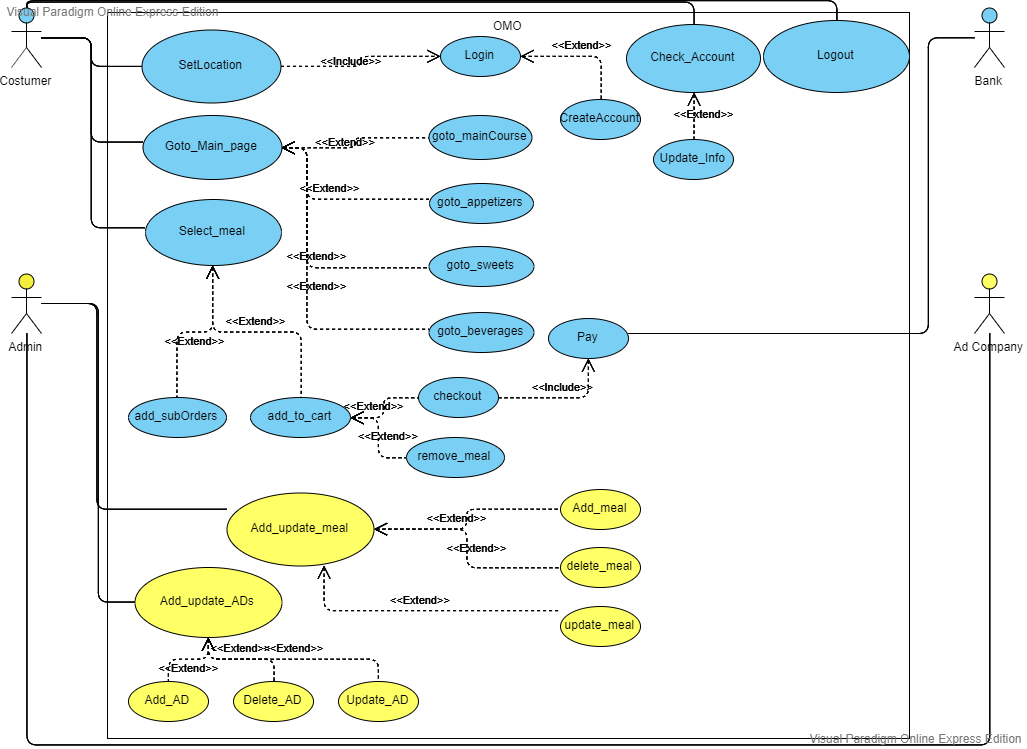 Visual Paradigm Online Express Edition
OMO
Costumer
SetLocation
<<Include>>
Login
<<Extend>>
Check_Account
Logout
Bank
CreateAccount
<<Extend>>
Update_Info
Goto_Main_page
<<Extend>>
goto_mainCourse
<<Extend>>
goto_appetizers
Select_meal
<<Extend>>
goto_sweets
<<Extend>>
Admin
<<Extend>>
goto_beverages
<<Extend>>
Pay
Ad Company
<<Include>>
checkout
<<Extend>>
add_subOrders
add_to_cart
<<Extend>>
remove_meal
Add_update_meal
<<Extend>>
Add_meal
<<Extend>>
delete_meal
Add_update_ADs
<<Extend>>
update_meal
<<Extend>>
<<Extend>>
<<Extend>>
Add_AD
Delete_AD
Update_AD
Visual Paradigm Online Express Edition